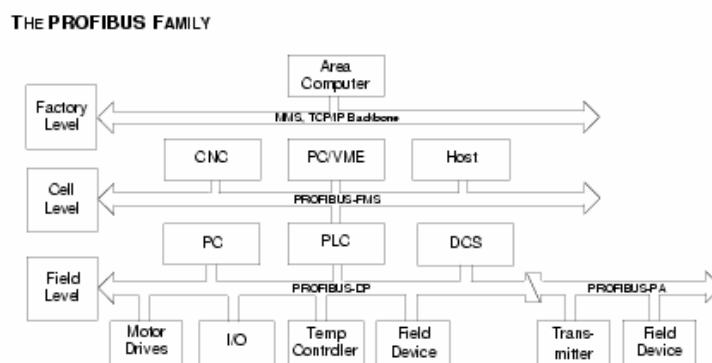 THE PROFIBUS FAMILY
Area
Computer
Factory
Level
MMS, TCP/IP Backbone
CNC
PC/VME
Host
Cell
Level
PROFIBUS-FMS
PC
PLC
DCS
Field
Level
PROFIBUS-DP
PROFIBUS-PA
Motor
Drives
I/O
Temp
Controller
Field
Device
Trans-
mitter
Field
Device